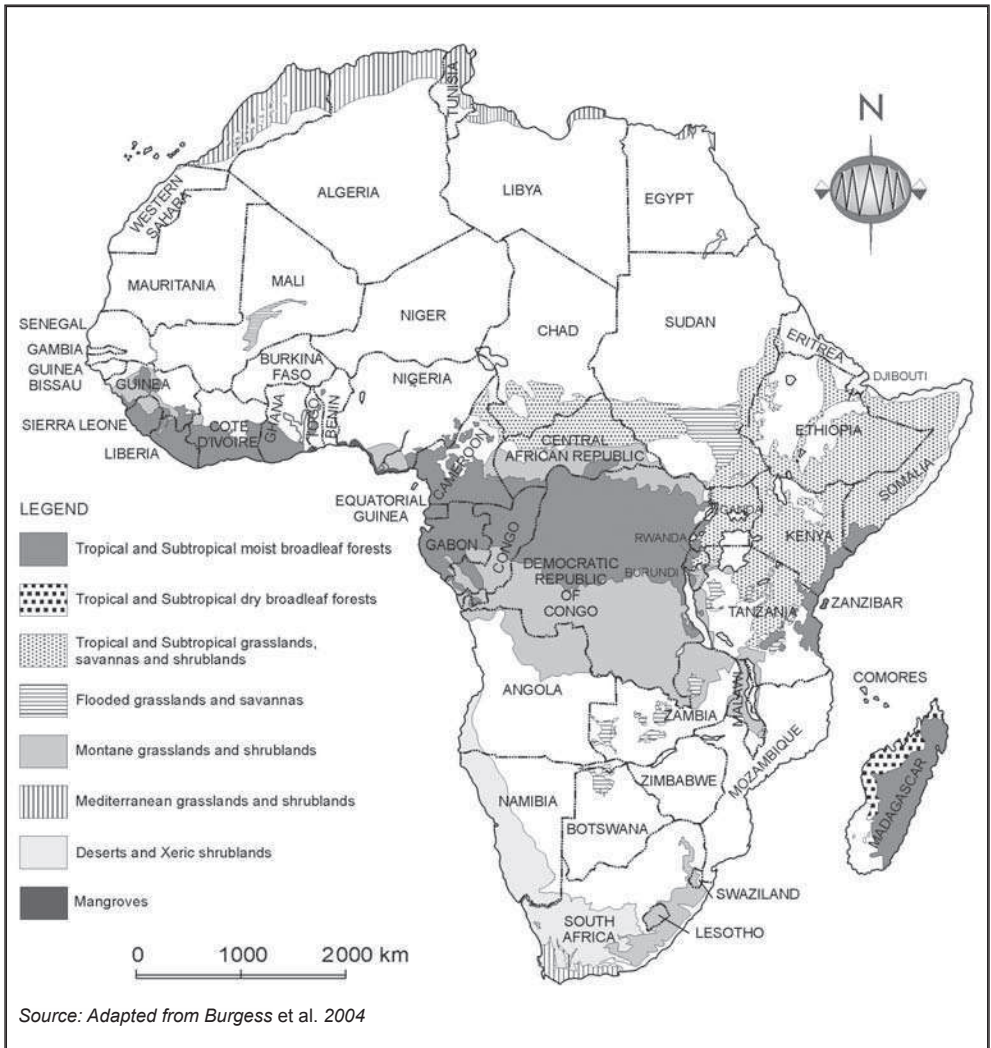 N
TUNISIA
ALGERIA
LIBYA
EGYPT
WESTERN
SAHARA
MAURITANIA
MALI
NIGER
CHAD
SUDAN
ERITREA
SENEGAL
GAMBIA
GUINEA
BISSAU
GUINEA
BURKINA
FASO
NIGERIA
DJIBOUTI
SIERRA LEONE
LIBERIA
COTE
D'IVOIRE
GHANA
TOGO
BENIN
CAMEROON
CENTRAL
AFRICAN REPUBLIC
ETHIOPIA
SOMALIA
EQUATORIAL
GUINEA
GABON
CONGO
UGANDA
KENYA
RWANDA
BURUNDI
DEMOCRATIC
REPUBLIC
OF
CONGO
TANZANIA
ZANZIBAR
COMORES
ANGOLA
ZAMBIA
MALAWI
MOZAMBIQUE
ZIMBABWE
MADAGASCAR
NAMIBIA
BOTSWANA
SWAZILAND
SOUTH
AFRICA
LESOTHO
LEGEND
Tropical and Subtropical moist broadleaf forests
Tropical and Subtropical dry broadleaf forests
Tropical and Subtropical grasslands,
savannas and shrublands
Flooded grasslands and savannas
Montane grasslands and shrublands
Mediterranean grasslands and shrublands
Deserts and Xeric shrublands
Mangroves
0 1000 2000 km
Source: Adapted from Burgess et al. 2004